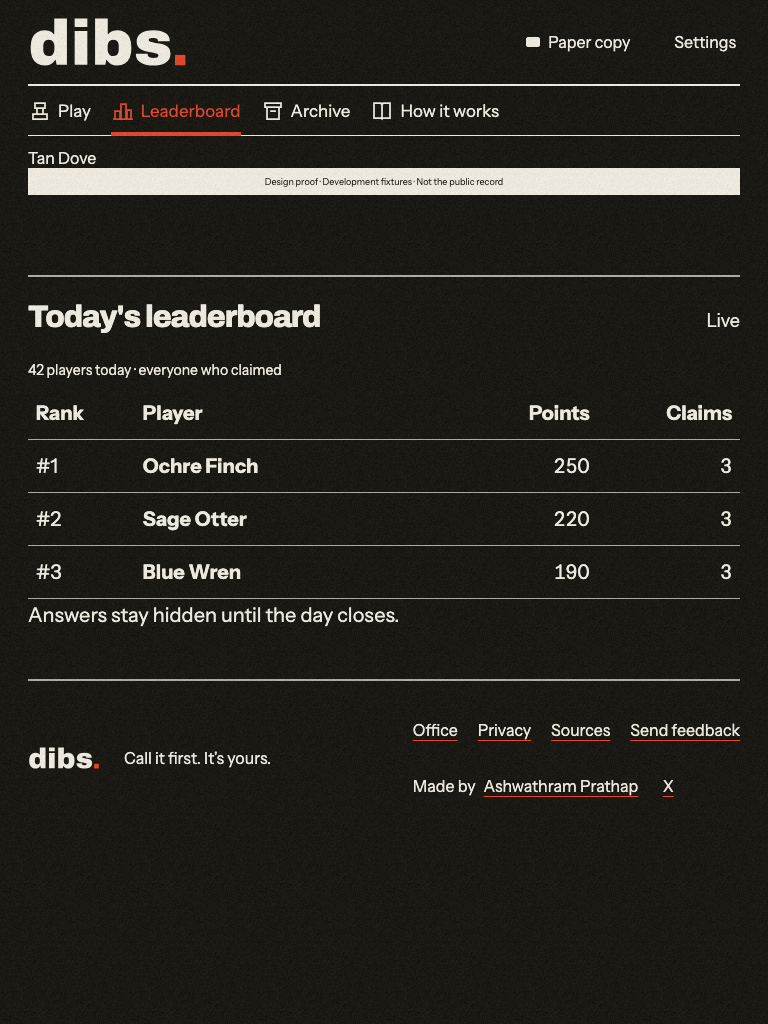 dibs.
Paper copy Settings
Play Leaderboard Archive How it works
Tan Dove
Design proof · Development fixtures · Not the public record
Today's leaderboard
Live
42 players today · everyone who claimed
Rank Player Points Claims
#1 Ochre Finch 250 3
#2 Sage Otter 220 3
#3 Blue Wren 190 3
Answers stay hidden until the day closes.
Office Privacy Sources Send feedback
dibs. Call it first. It's yours.
Made by Ashwathram Prathap X